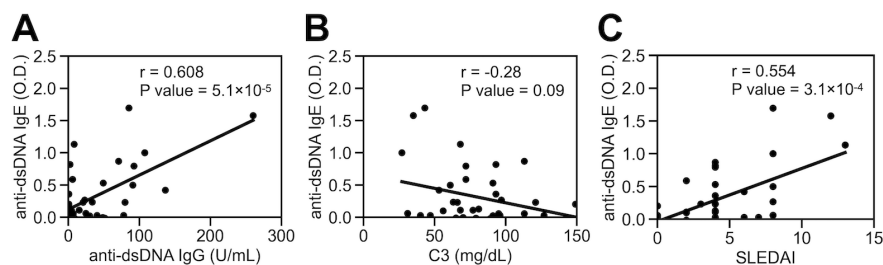 A
anti-dsDNA IgE (O.D.)
2.5
2.0
1.5
1.0
0.5
0.0
r = 0.608
P value = 5.1×10-5
0
100
200
300
anti-dsDNA IgG (U/mL)
B
anti-dsDNA IgE (O.D.)
2.5
2.0
1.5
1.0
0.5
0.0
r = -0.28
P value = 0.09
0
50
100
150
C3 (mg/dL)
C
anti-dsDNA IgE (O.D.)
2.5
2.0
1.5
1.0
0.5
0.0
r = 0.554
P value = 3.1×10-4
0
5
10
15
SLEDAI